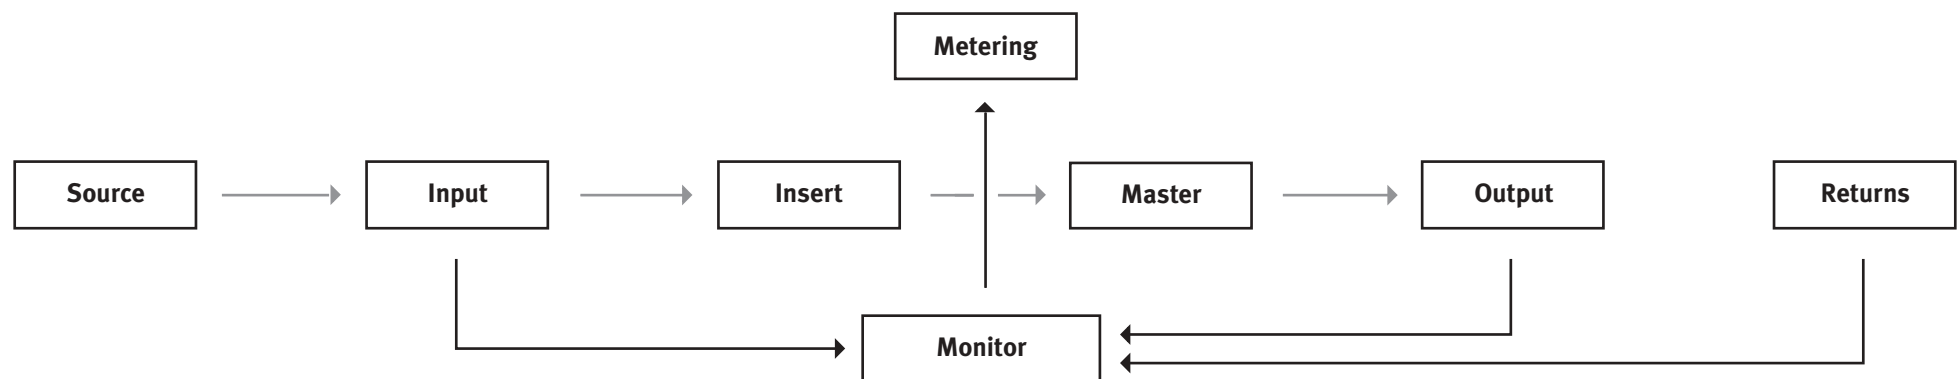 Metering
Source
Input
Insert
Master
Output
Returns
Monitor